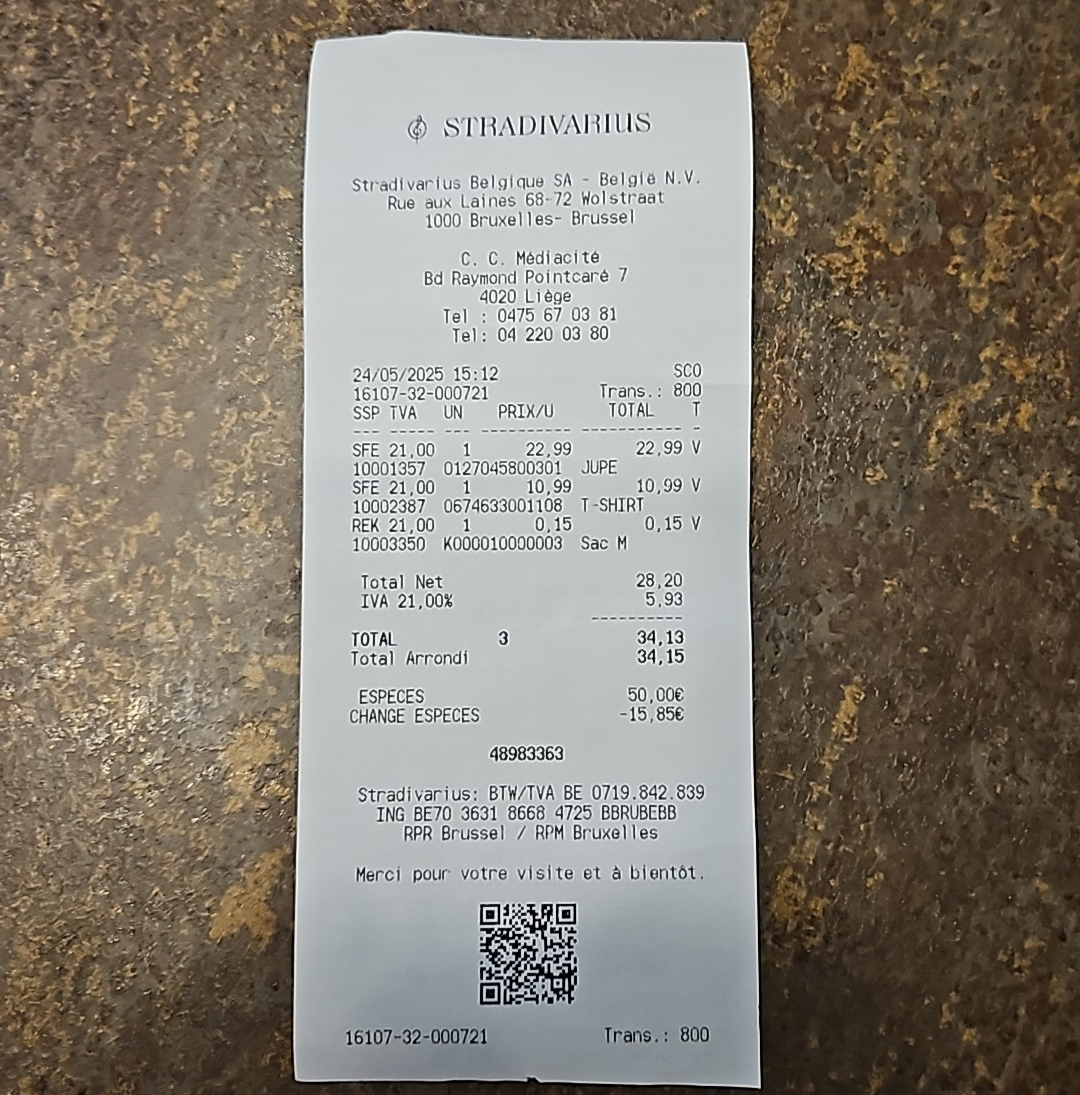 STRADIVARIUS
Stradivarius Belgique SA - België N.V.
Rue aux Laines 68-72 Wolstraat
1000 Bruxelles- Brussel
C. C. Médiacité
Bd Raymond Pointcaré 7
4020 Liège
Tel : 0475 67 03 81
Tel: 04 220 03 80
24/05/2025 15:12 SCO
16107-32-000721 Trans.: 800
SSP TVA UN PRIX/U TOTAL T
--- ----- --- ---------- ----------- -
SFE 21,00 1 22,99 22,99 V
10001357 0127045800301 JUPE
SFE 21,00 1 10,99 10,99 V
10002387 0674633001108 T-SHIRT
REK 21,00 1 0,15 0,15 V
10003350 K000010000003 Sac M
Total Net 28,20
IVA 21,00% 5,93
----------
TOTAL 3 34,13
Total Arrondi 34,15
ESPECES 50,00€
CHANGE ESPECES -15,85€
48983363
Stradivarius: BTW/TVA BE 0719.842.839
ING BE70 3631 8668 4725 BBRUBEBB
RPR Brussel / RPM Bruxelles
Merci pour votre visite et à bientôt.
16107-32-000721 Trans.: 800